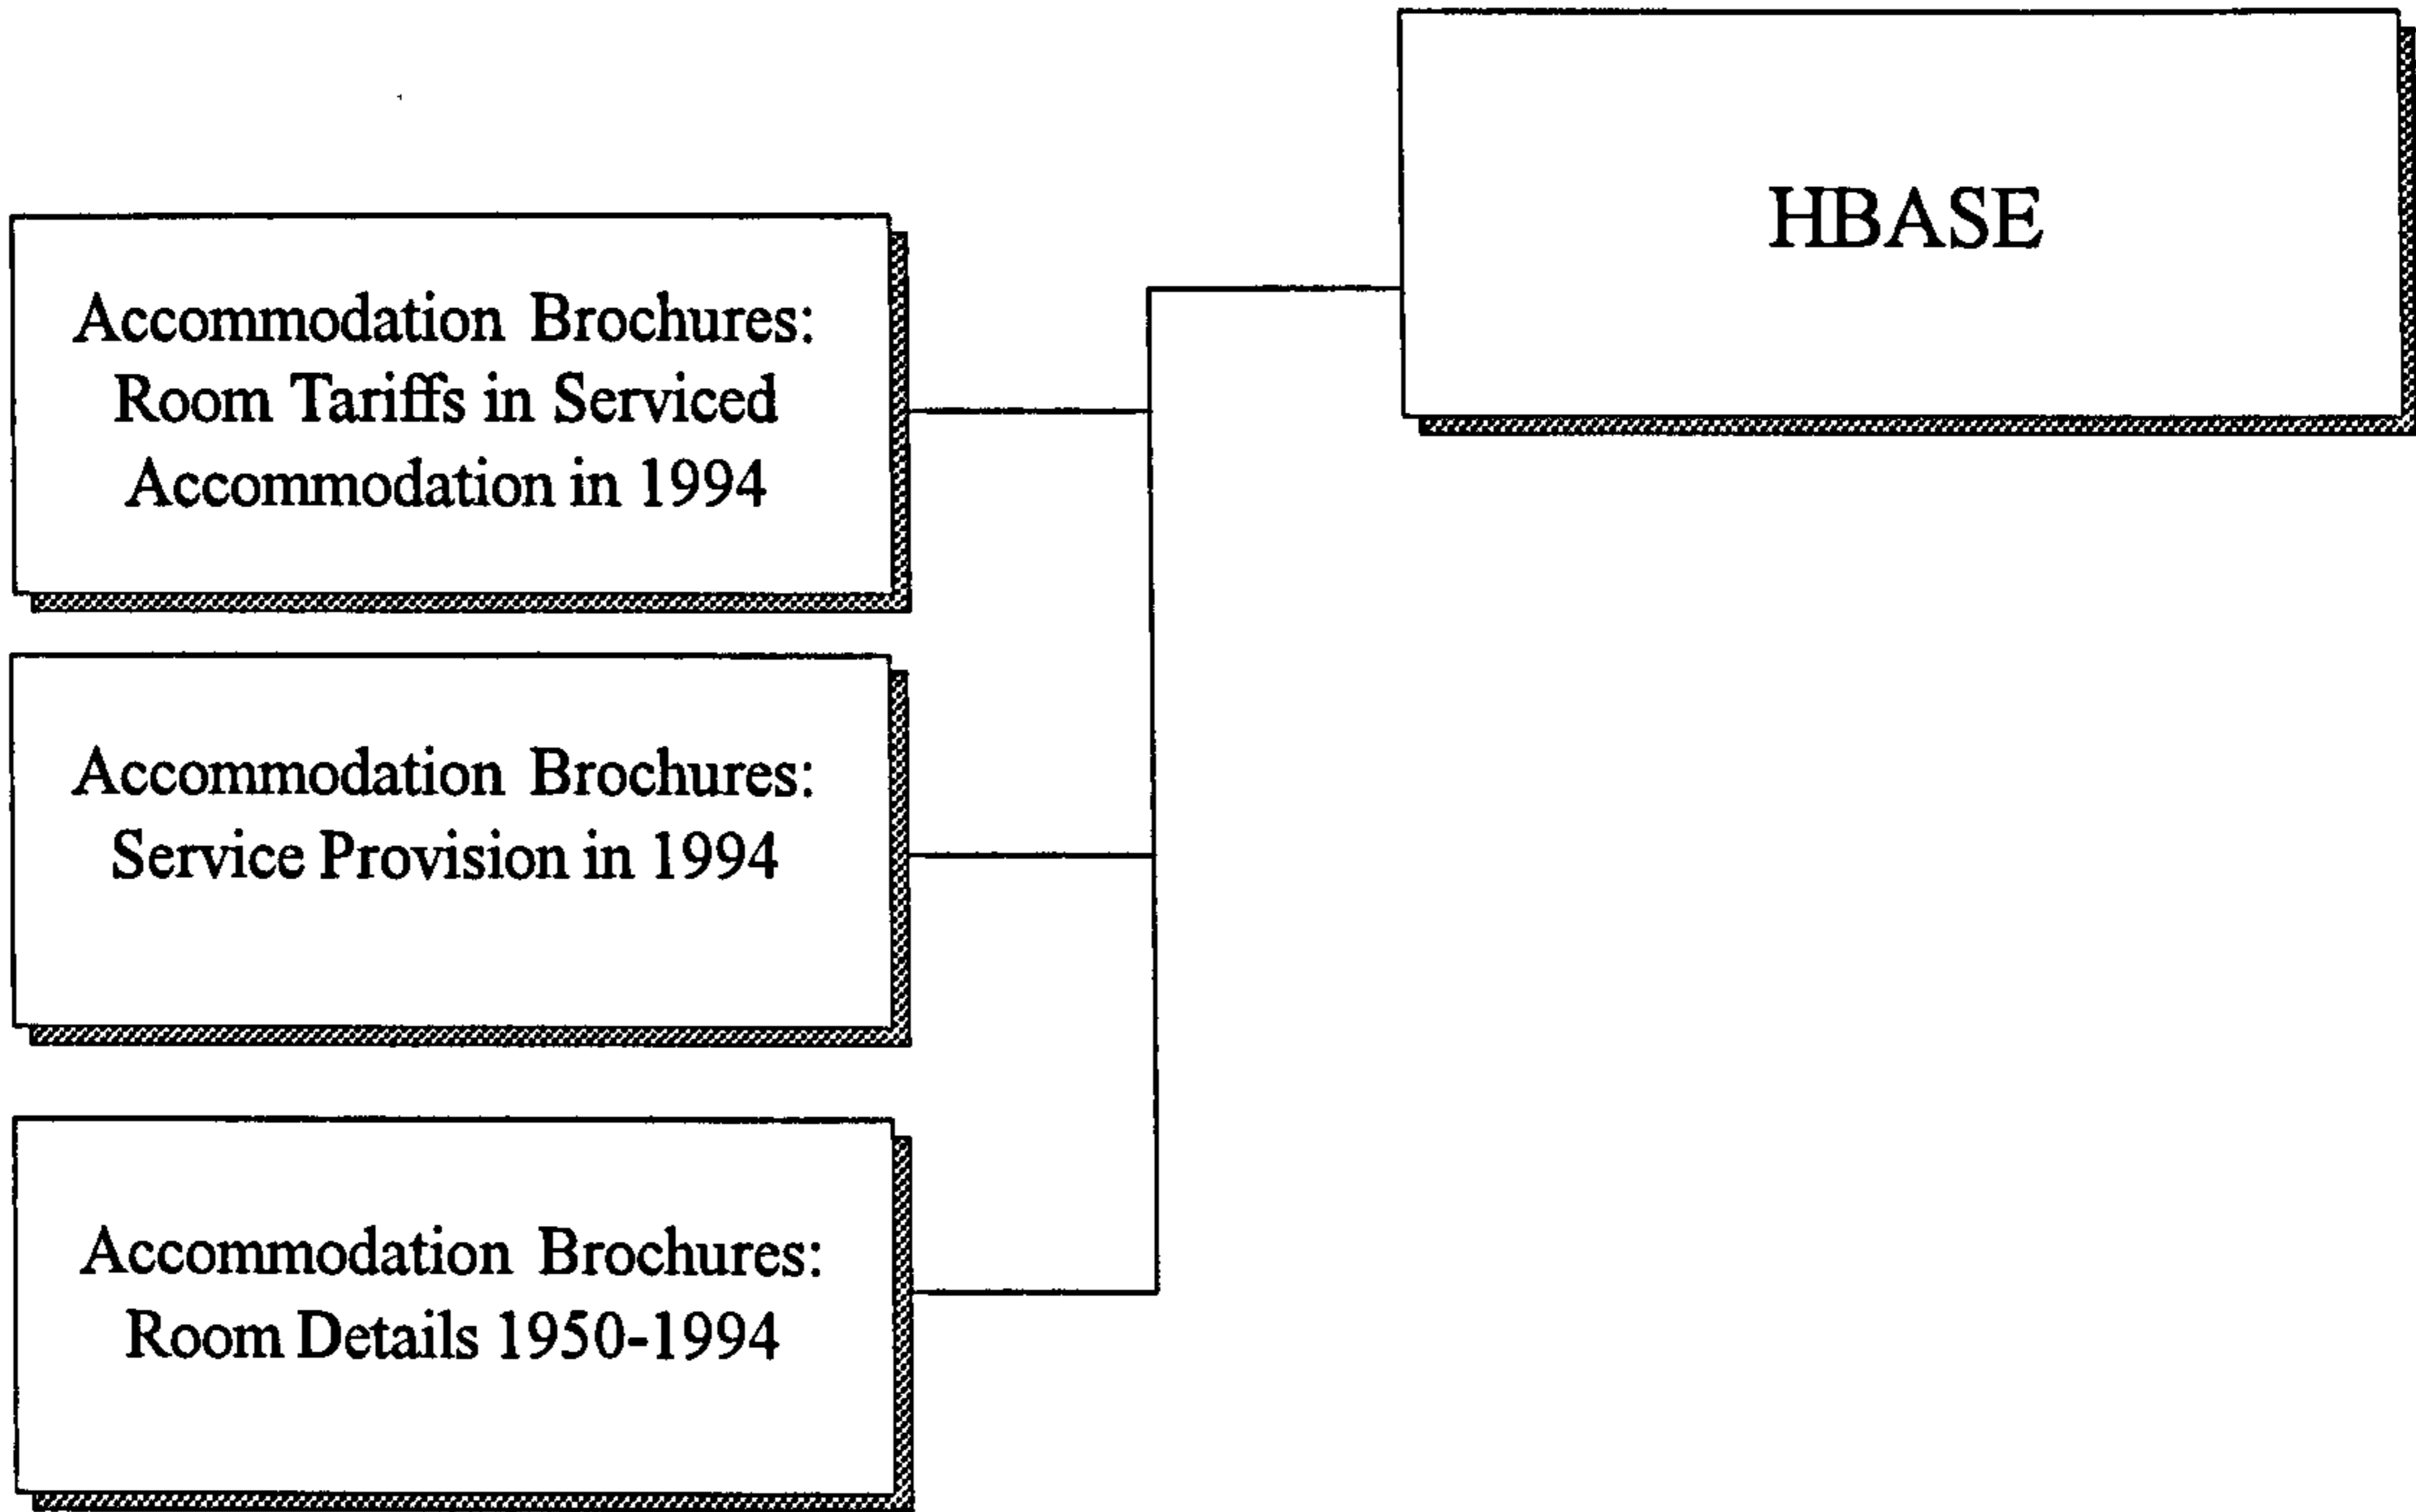 HBASE
Accommodation Brochures:
Room Tariffs in Serviced
Accommodation in 1994
Accommodation Brochures:
Service Provision in 1994
Accommodation Brochures:
Room Details 1950-1994